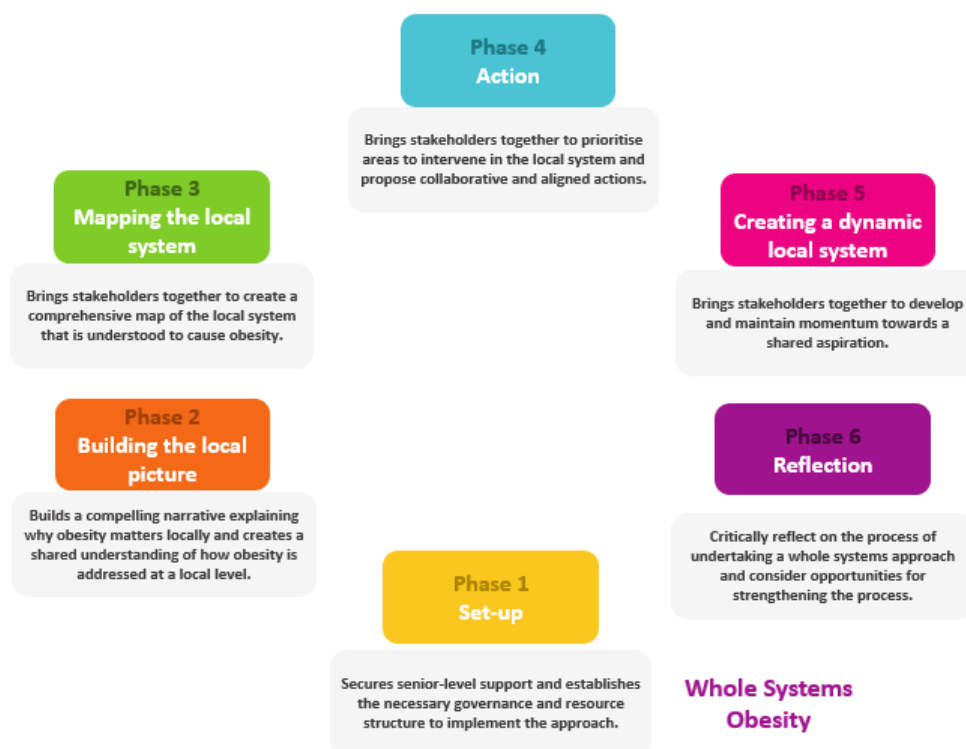 Phase 4
Action
Brings stakeholders together to prioritise
areas to intervene in the local system and
propose collaborative and aligned actions.
Phase 3
Mapping the local
system
Brings stakeholders together to create a
comprehensive map of the local system
that is understood to cause obesity.
Phase 5
Creating a dynamic
local system
Brings stakeholders together to develop
and maintain momentum towards a
shared aspiration.
Phase 2
Building the local
picture
Builds a compelling narrative explaining
why obesity matters locally and creates a
shared understanding of how obesity is
addressed at a local level.
Phase 6
Reflection
Critically reflect on the process of
undertaking a whole systems approach
and consider opportunities for
strengthening the process.
Phase 1
Set-up
Secures senior-level support and establishes
the necessary governance and resource
structure to implement the approach.
Whole Systems
Obesity